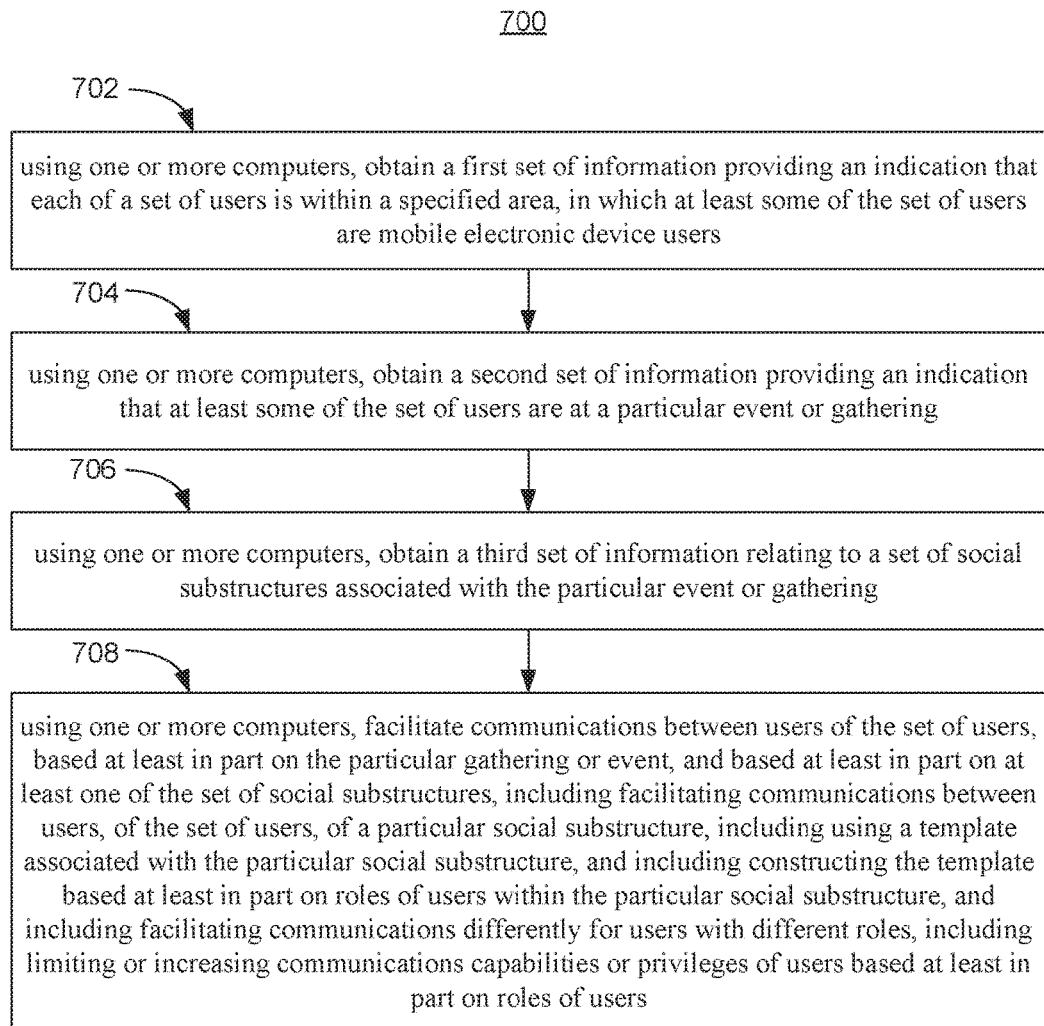 700
702
using one or more computers, obtain a first set of information providing an indication that
each of a set of users is within a specified area, in which at least some of the set of users
are mobile electronic device users
704
using one or more computers, obtain a second set of information providing an indication
that at least some of the set of users are at a particular event or gathering
706
using one or more computers, obtain a third set of information relating to a set of social
substructures associated with the particular event or gathering
708
using one or more computers, facilitate communications between users of the set of users,
based at least in part on the particular gathering or event, and based at least in part on at
least one of the set of social substructures, including facilitating communications between
users, of the set of users, of a particular social substructure, including using a template
associated with the particular social substructure, and including constructing the template
based at least in part on roles of users within the particular social substructure, and
including facilitating communications differently for users with different roles, including
limiting or increasing communications capabilities or privileges of users based at least in
part on roles of users